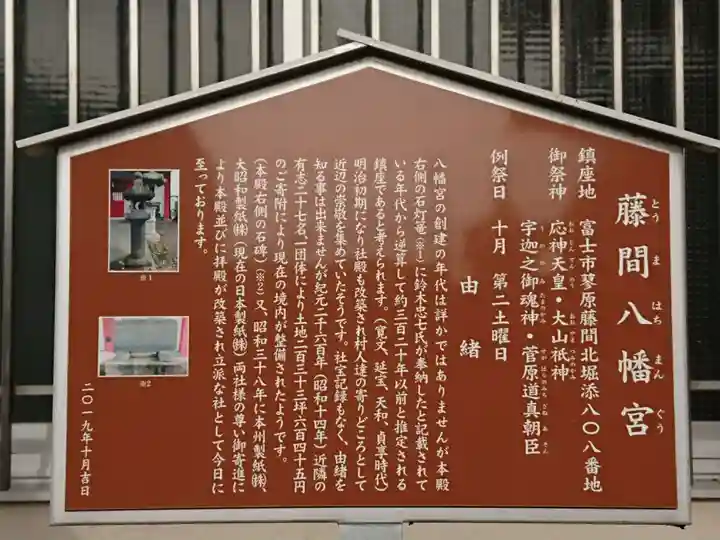 藤間八幡宮
とうまはちまんぐう
鎮座地 富士市蓼原藤間北堀添八〇八番地
御祭神 応神天皇・大山祇神
宇迦之御魂神・菅原道真朝臣
例祭日 十月 第二土曜日
由緒
八幡宮の創建の年代は詳かではありませんが本殿
右側の石灯篭(※1)に鈴木忠七氏が奉納したと記載されて
いる年代から逆算して約三百二十年以前と推定される
鎮座であると考えられます。(寛文、延宝、天和、貞享時代)
明治初期になり社殿も改築され村人達の寄りどころとして
近辺の崇敬を集めていたそうです。社宝記録もなく、由緒を
知る事は出来ませんが紀元二千六百年(昭和十四年)近隣の
有志二十七名一団体により土地二百三十三坪六百四十五円
のご寄附により現在の境内が整備されたようです。
(本殿右側の石碑)(※2)又、昭和三十八年に本州製紙㈱、
大昭和製紙㈱(現在の日本製紙㈱)両社様の尊い御寄進に
より本殿並びに拝殿が改築され立派な社として今日に
至っております。
二〇一九年十月吉日
※1
※2